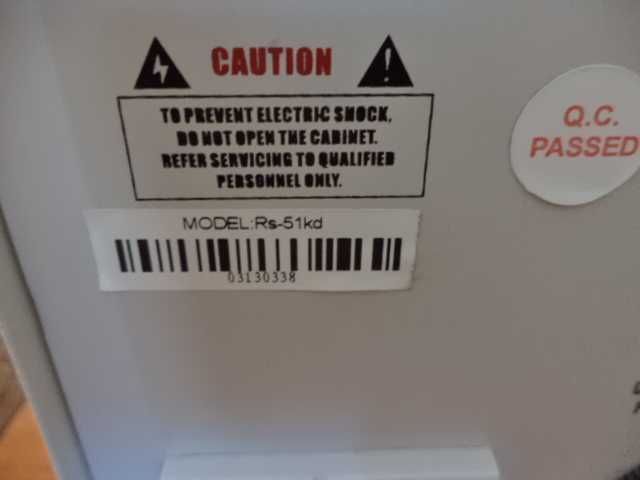 CAUTION
TO PREVENT ELECTRIC SHOCK,
DO NOT OPEN THE CABINET.
REFER SERVICING TO QUALIFIED
PERSONNEL ONLY.
Q.C.
PASSED
MODEL:Rs-51kd
03130338